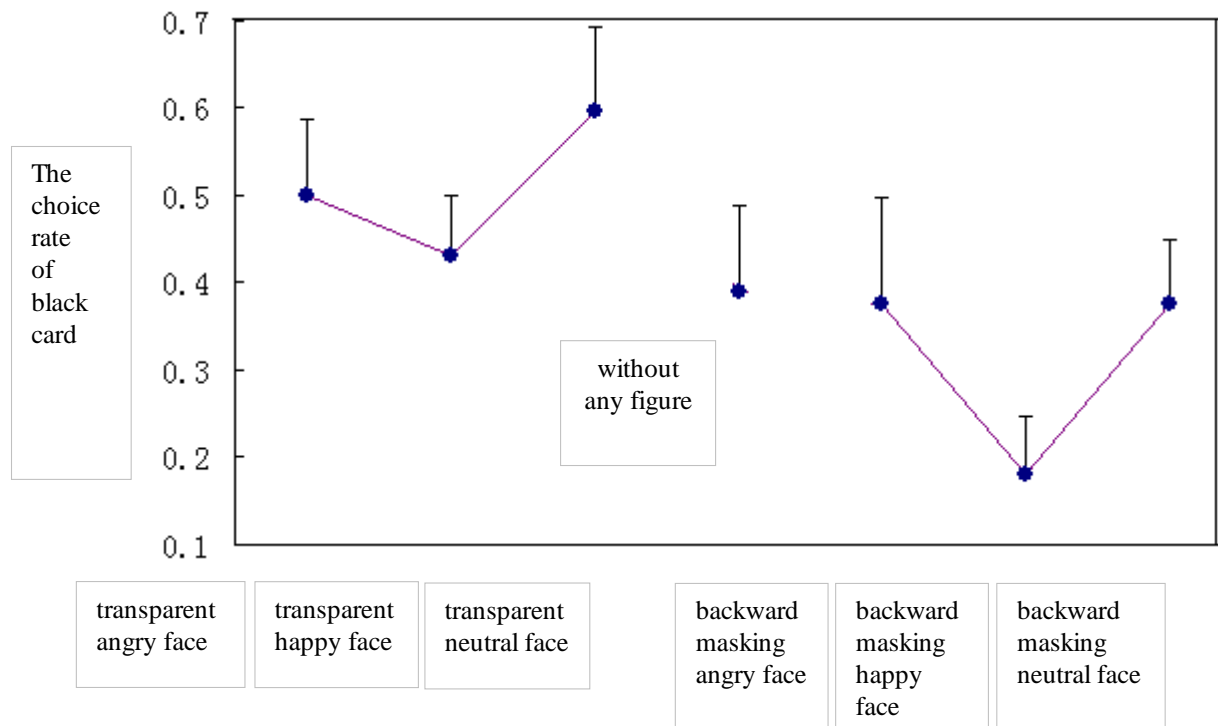 0.7
0.6
0.5
0.4
0.3
0.2
0.1
The
choice
rate
of
black
card
without
any figure
transparent
angry face
transparent
happy face
transparent
neutral face
backward
masking
angry face
backward
masking
happy
face
backward
masking
neutral face